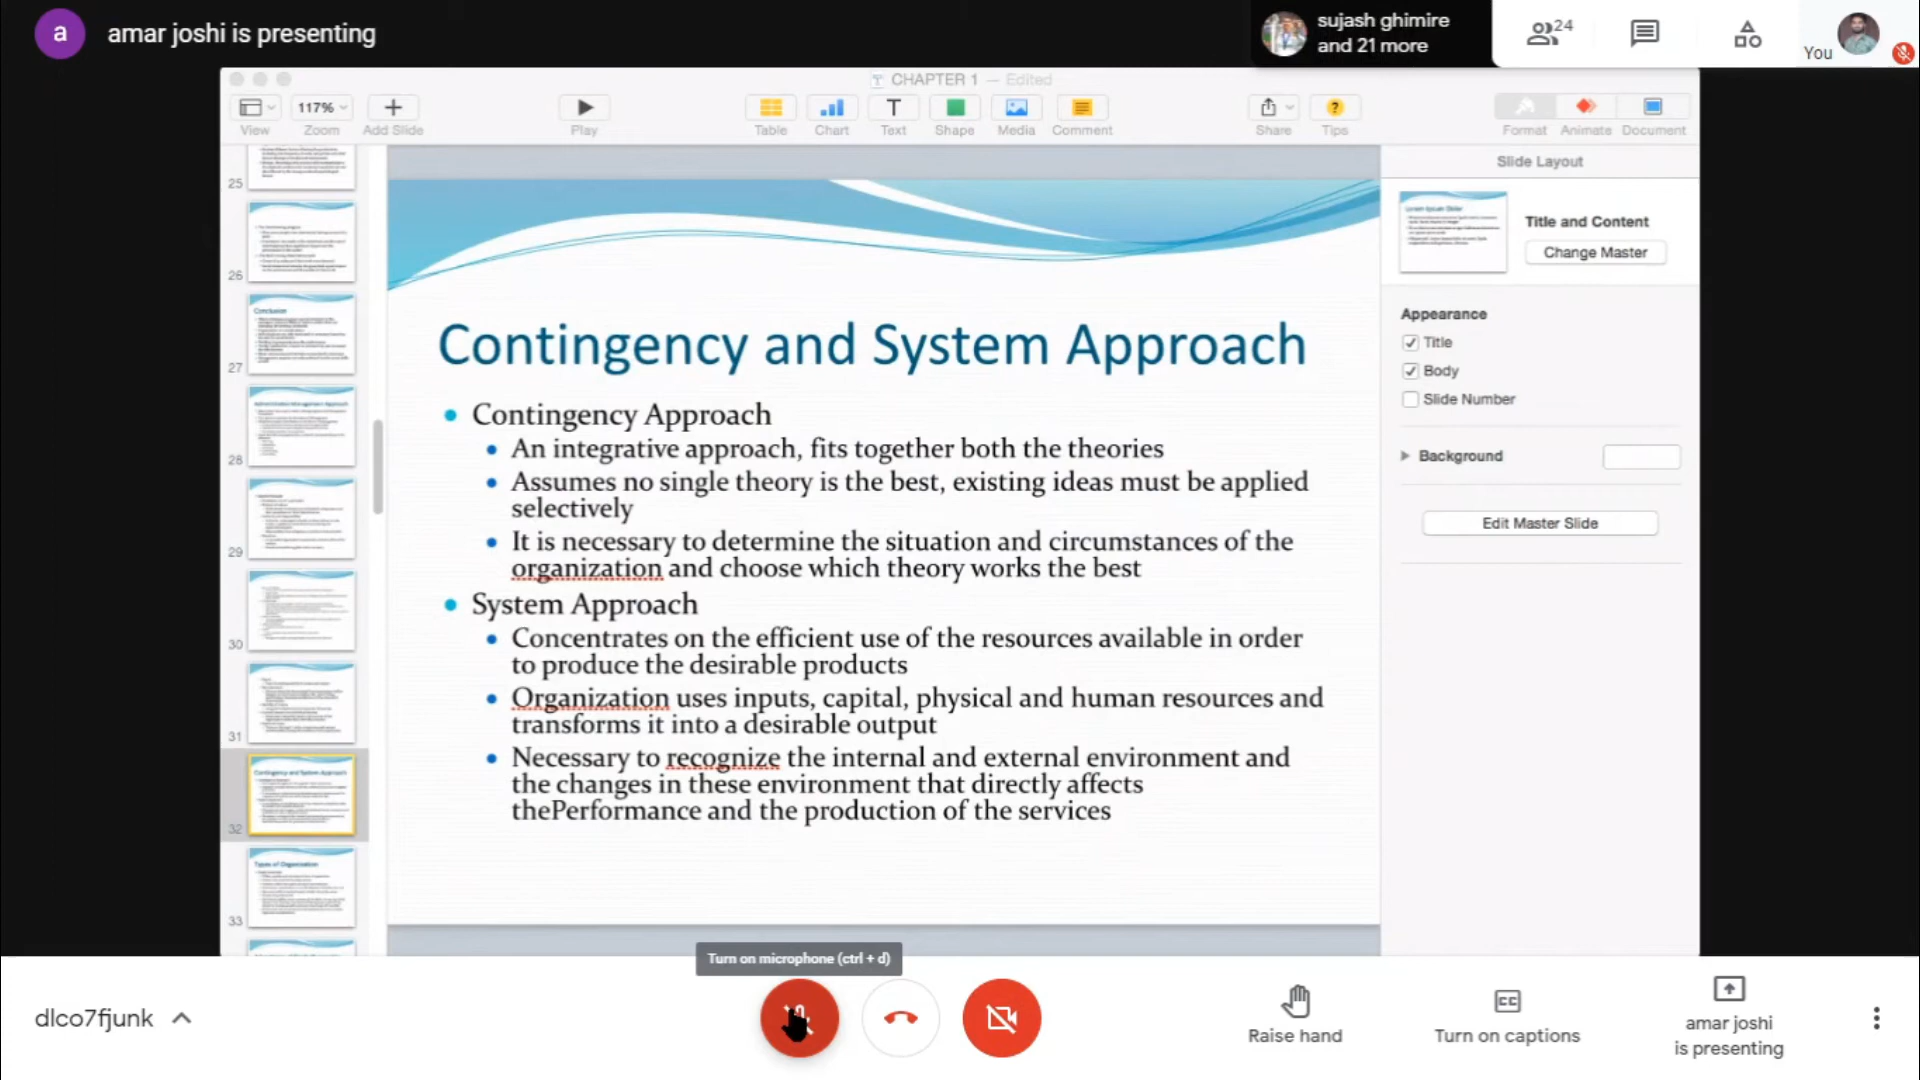 a
amar joshi is presenting
sujash ghimire
and 21 more
24
You
CHAPTER 1 — Edited
117%
View
Zoom
Add Slide
Play
Table
Chart
Text
Shape
Media
Comment
Share
Tips
Format
Animate
Document
25
26
Conclusion
27
28
29
30
31
Contingency and System Approach
32
Types of Organization
33
Contingency and System Approach
Contingency Approach
An integrative approach, fits together both the theories
Assumes no single theory is the best, existing ideas must be applied
selectively
It is necessary to determine the situation and circumstances of the
organization and choose which theory works the best
System Approach
Concentrates on the efficient use of the resources available in order
to produce the desirable products
Organization uses inputs, capital, physical and human resources and
transforms it into a desirable output
Necessary to recognize the internal and external environment and
the changes in these environment that directly affects
thePerformance and the production of the services
Slide Layout
Title and Content
Change Master
Appearance
Title
Body
Slide Number
Background
Edit Master Slide
Turn on microphone (ctrl + d)
dlco7fjunk
Raise hand
CC
Turn on captions
amar joshi
is presenting